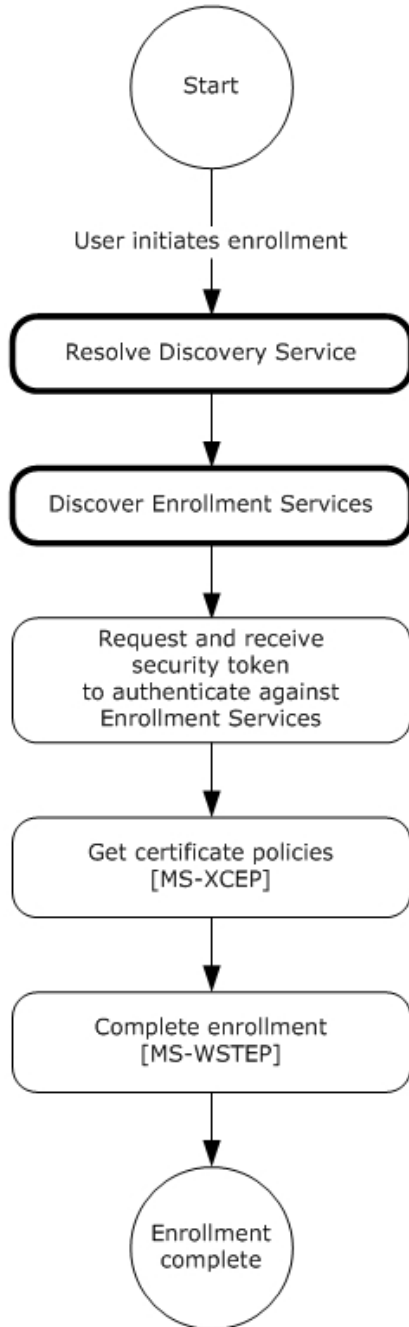 Start
User initiates enrollment
Resolve Discovery Service
Discover Enrollment Services
Request and receive
security token
to authenticate against
Enrollment Services
Get certificate policies
[MS-XCEP]
Complete enrollment
[MS-WSTEP]
Enrollment
complete